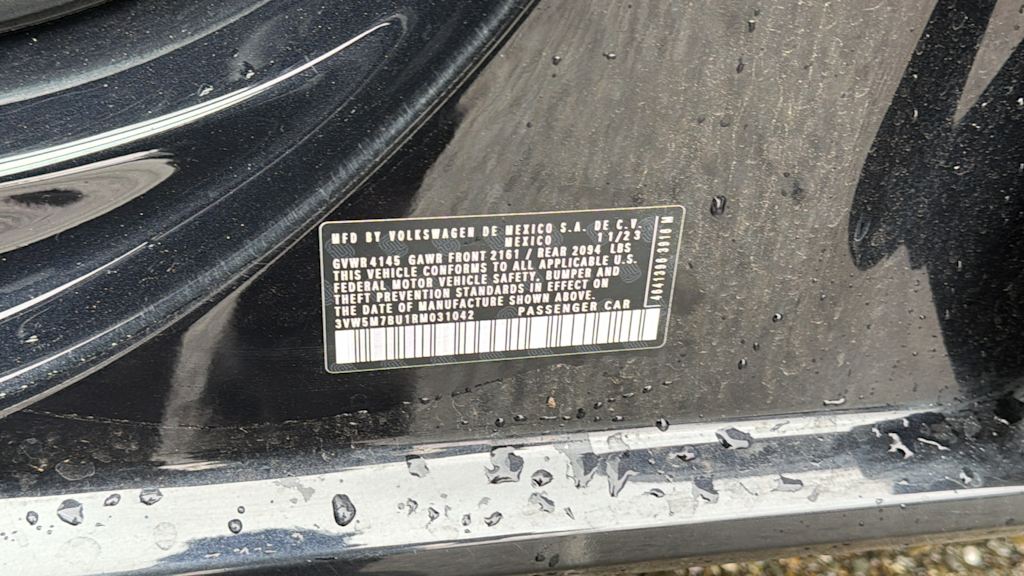 MFD BY VOLKSWAGEN DE MEXICO S.A. DE C.V.
MEXICO 11/23
GVWR 4145 GAWR FRONT 2161 / REAR 2094 LBS
THIS VEHICLE CONFORMS TO ALL APPLICABLE U.S.
FEDERAL MOTOR VEHICLE SAFETY, BUMPER AND
THEFT PREVENTION STANDARDS IN EFFECT ON
THE DATE OF MANUFACTURE SHOWN ABOVE.
3VW5M7BU1RM031042 PASSENGER CAR